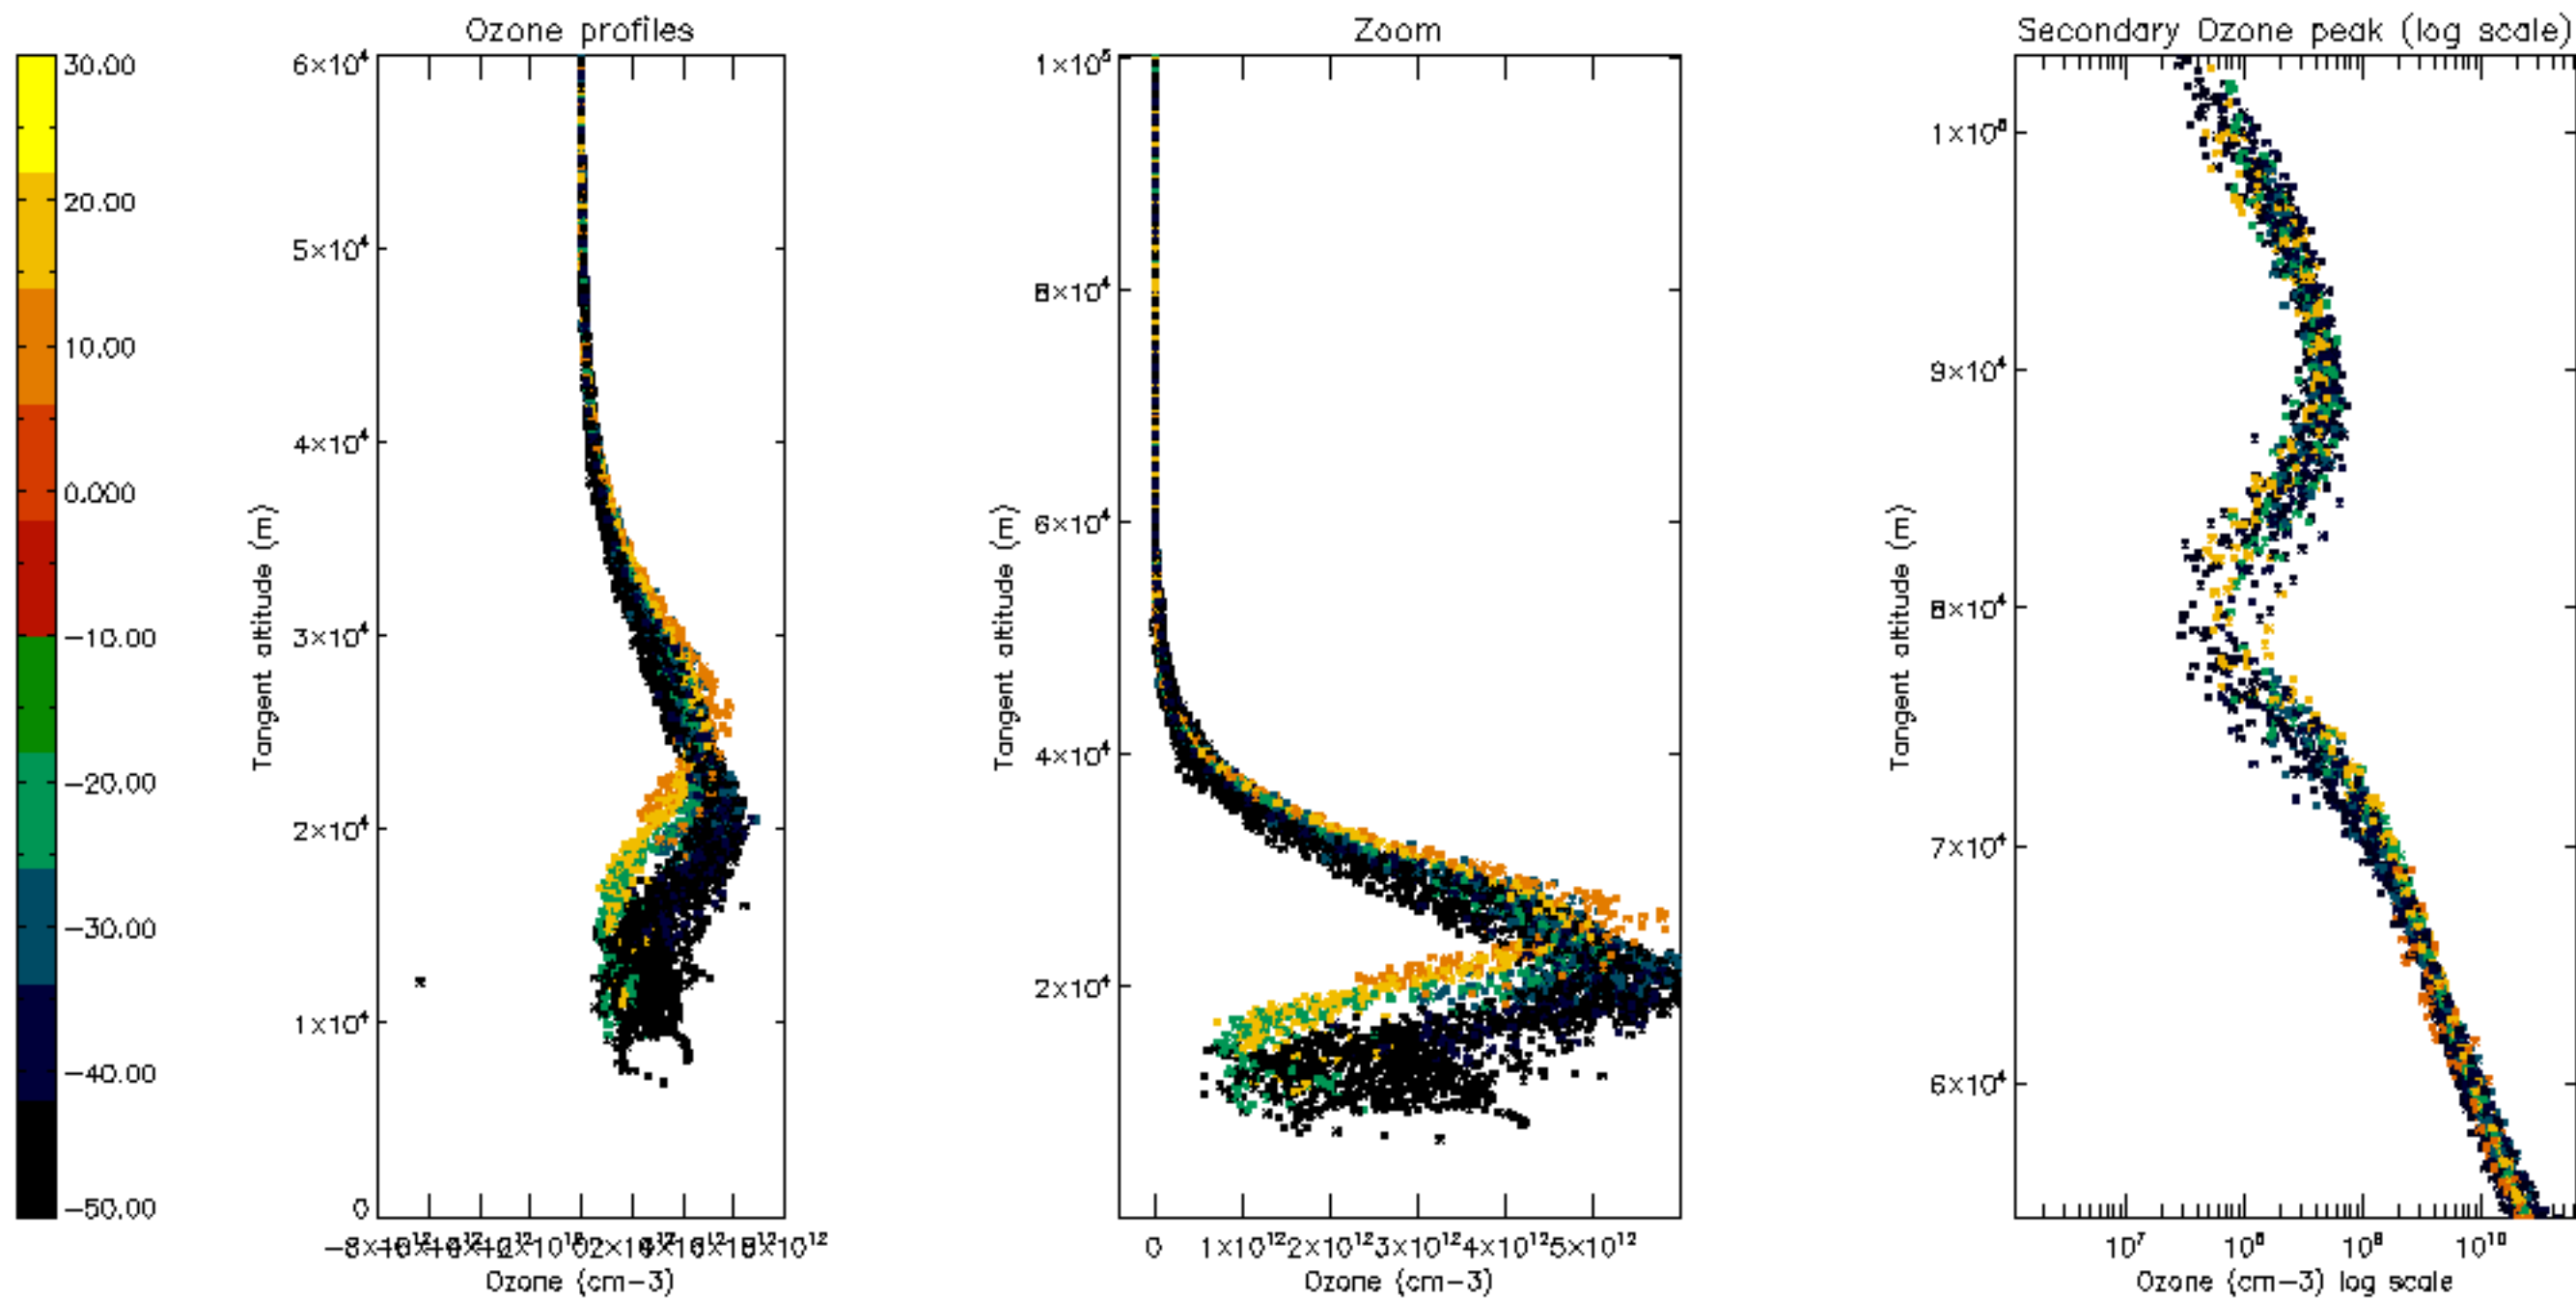 Ozone profiles
Zoom
Secondary Ozone peak (log scale)
30.00
20.00
10.00
0.000
-10.00
-20.00
-30.00
-40.00
-50.00
6×10⁴
5×10⁴
4×10⁴
3×10⁴
2×10⁴
1×10⁴
0
Tangent altitude (m)
Ozone (cm-3)
1×10⁵
8×10⁴
6×10⁴
4×10⁴
2×10⁴
Tangent altitude (m)
0 1×10¹² 2×10¹² 3×10¹² 4×10¹² 5×10¹²
Ozone (cm-3)
9×10⁴
8×10⁴
7×10⁴
6×10⁴
Tangent altitude (m)
10⁷ 10⁸ 10⁹ 10¹⁰
Ozone (cm-3) log scale